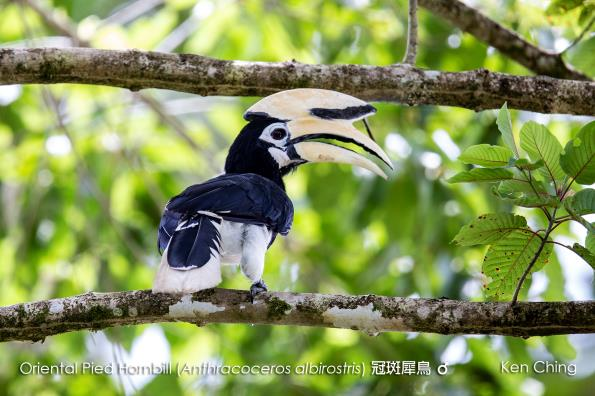 Oriental Pied Hornbill (Anthracoceros albirostris) 冠斑犀鳥 ♂ Ken Ching